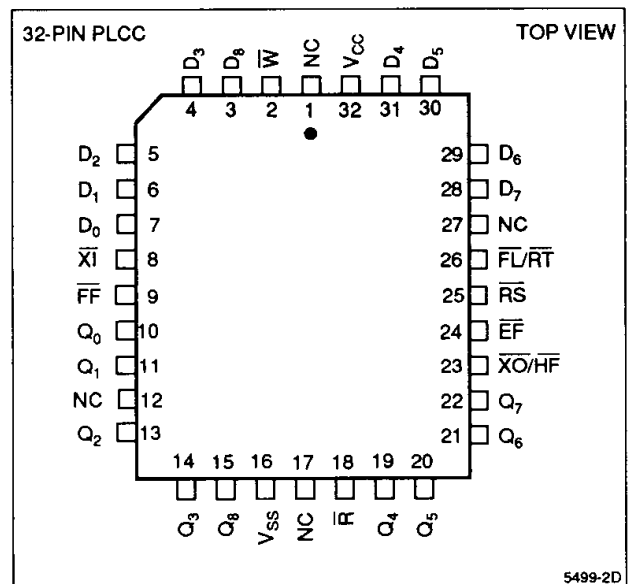 32-PIN PLCC
TOP VIEW
D₃ D₈ W̅ NC V_CC D₄ D₅
4 3 2 1 32 31 30
D₂ 5 29 D₆
D₁ 6 28 D₇
D₀ 7 27 NC
X̅I̅ 8 26 F̅L̅/R̅T̅
F̅F̅ 9 25 R̅S̅
Q₀ 10 24 E̅F̅
Q₁ 11 23 X̅O̅/H̅F̅
NC 12 22 Q₇
Q₂ 13 21 Q₆
14 15 16 17 18 19 20
Q₃ Q₈ V_SS NC R̅ Q₄ Q₅
5499-2D